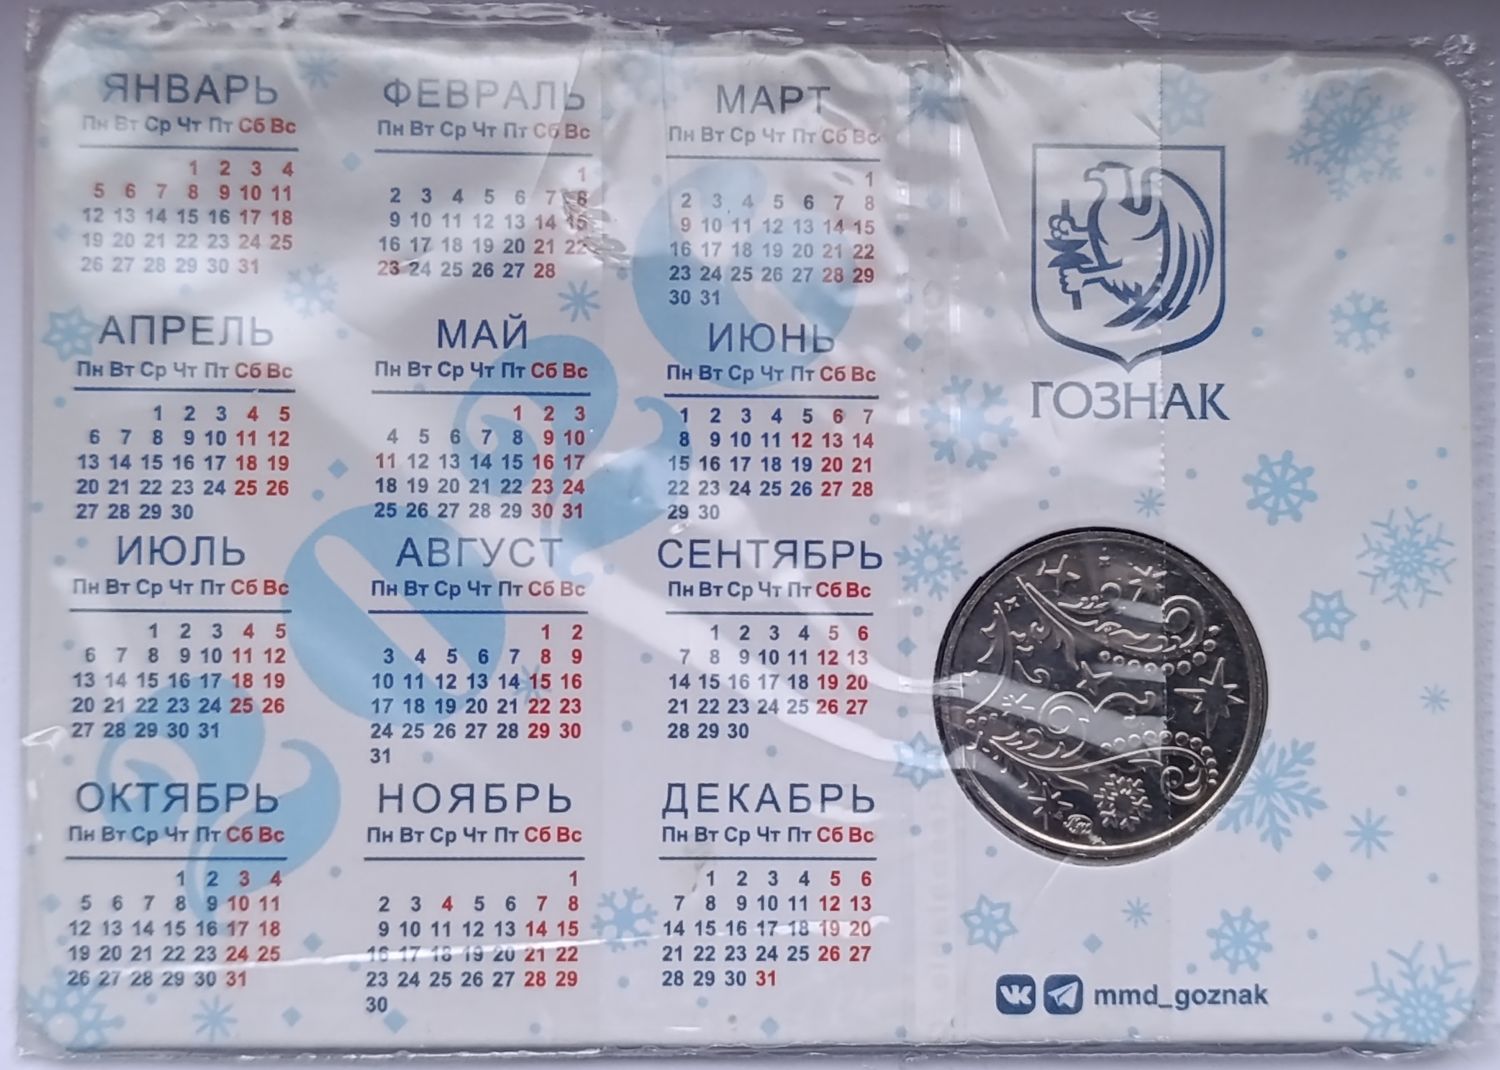 ЯНВАРЬ
Пн Вт Ср Чт Пт Сб Вс
1 2 3 4
5 6 7 8 9 10 11
12 13 14 15 16 17 18
19 20 21 22 23 24 25
26 27 28 29 30 31
ФЕВРАЛЬ
Пн Вт Ср Чт Пт Сб Вс
1
2 3 4 5 6 7 8
9 10 11 12 13 14 15
16 17 18 19 20 21 22
23 24 25 26 27 28
МАРТ
Пн Вт Ср Чт Пт Сб Вс
1
2 3 4 5 6 7 8
9 10 11 12 13 14 15
16 17 18 19 20 21 22
23 24 25 26 27 28 29
30 31
АПРЕЛЬ
Пн Вт Ср Чт Пт Сб Вс
1 2 3 4 5
6 7 8 9 10 11 12
13 14 15 16 17 18 19
20 21 22 23 24 25 26
27 28 29 30
МАЙ
Пн Вт Ср Чт Пт Сб Вс
1 2 3
4 5 6 7 8 9 10
11 12 13 14 15 16 17
18 19 20 21 22 23 24
25 26 27 28 29 30 31
ИЮНЬ
Пн Вт Ср Чт Пт Сб Вс
1 2 3 4 5 6 7
8 9 10 11 12 13 14
15 16 17 18 19 20 21
22 23 24 25 26 27 28
29 30
ИЮЛЬ
Пн Вт Ср Чт Пт Сб Вс
1 2 3 4 5
6 7 8 9 10 11 12
13 14 15 16 17 18 19
20 21 22 23 24 25 26
27 28 29 30 31
АВГУСТ
Пн Вт Ср Чт Пт Сб Вс
1 2
3 4 5 6 7 8 9
10 11 12 13 14 15 16
17 18 19 20 21 22 23
24 25 26 27 28 29 30
31
СЕНТЯБРЬ
Пн Вт Ср Чт Пт Сб Вс
1 2 3 4 5 6
7 8 9 10 11 12 13
14 15 16 17 18 19 20
21 22 23 24 25 26 27
28 29 30
ОКТЯБРЬ
Пн Вт Ср Чт Пт Сб Вс
1 2 3 4
5 6 7 8 9 10 11
12 13 14 15 16 17 18
19 20 21 22 23 24 25
26 27 28 29 30 31
НОЯБРЬ
Пн Вт Ср Чт Пт Сб Вс
1
2 3 4 5 6 7 8
9 10 11 12 13 14 15
16 17 18 19 20 21 22
23 24 25 26 27 28 29
30
ДЕКАБРЬ
Пн Вт Ср Чт Пт Сб Вс
1 2 3 4 5 6
7 8 9 10 11 12 13
14 15 16 17 18 19 20
21 22 23 24 25 26 27
28 29 30 31
2026
ГОЗНАК
mmd_goznak